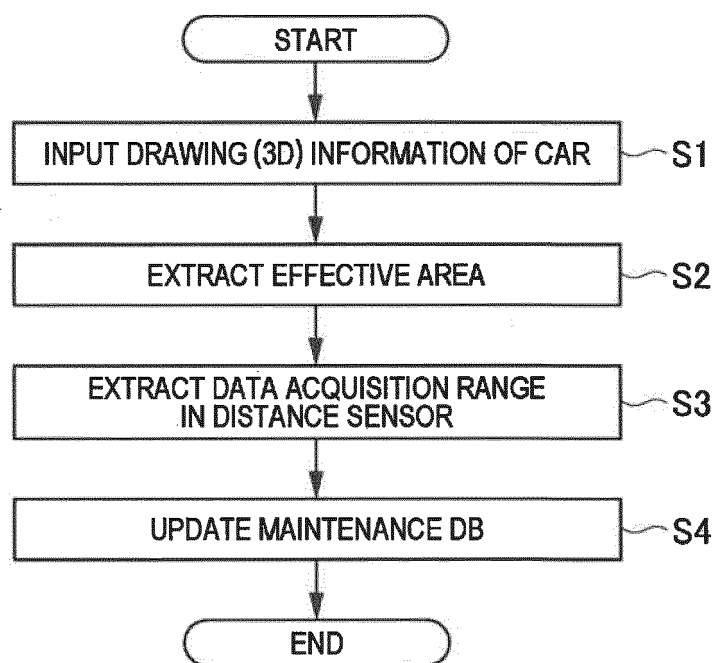 START
INPUT DRAWING (3D) INFORMATION OF CAR
S1
EXTRACT EFFECTIVE AREA
S2
EXTRACT DATA ACQUISITION RANGE
IN DISTANCE SENSOR
S3
UPDATE MAINTENANCE DB
S4
END